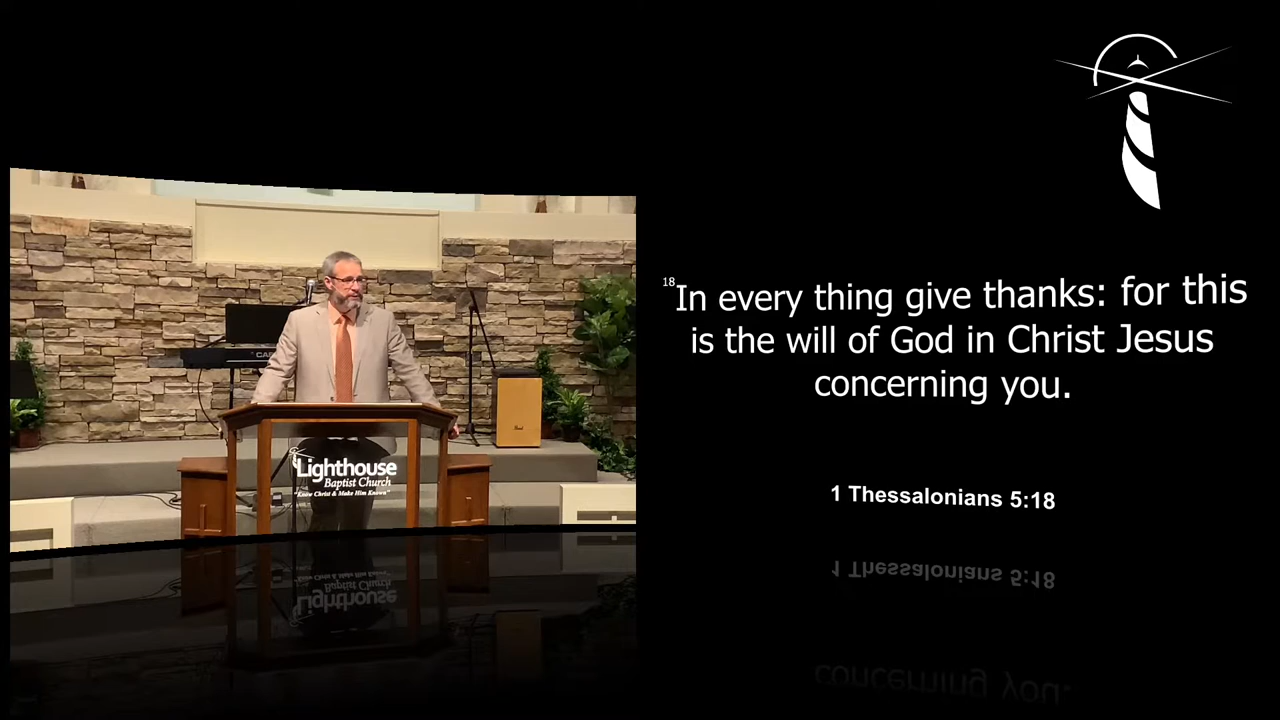 18In every thing give thanks: for this
is the will of God in Christ Jesus
concerning you.
1 Thessalonians 5:18
Lighthouse
Baptist Church
"Know Christ & Make Him Known"